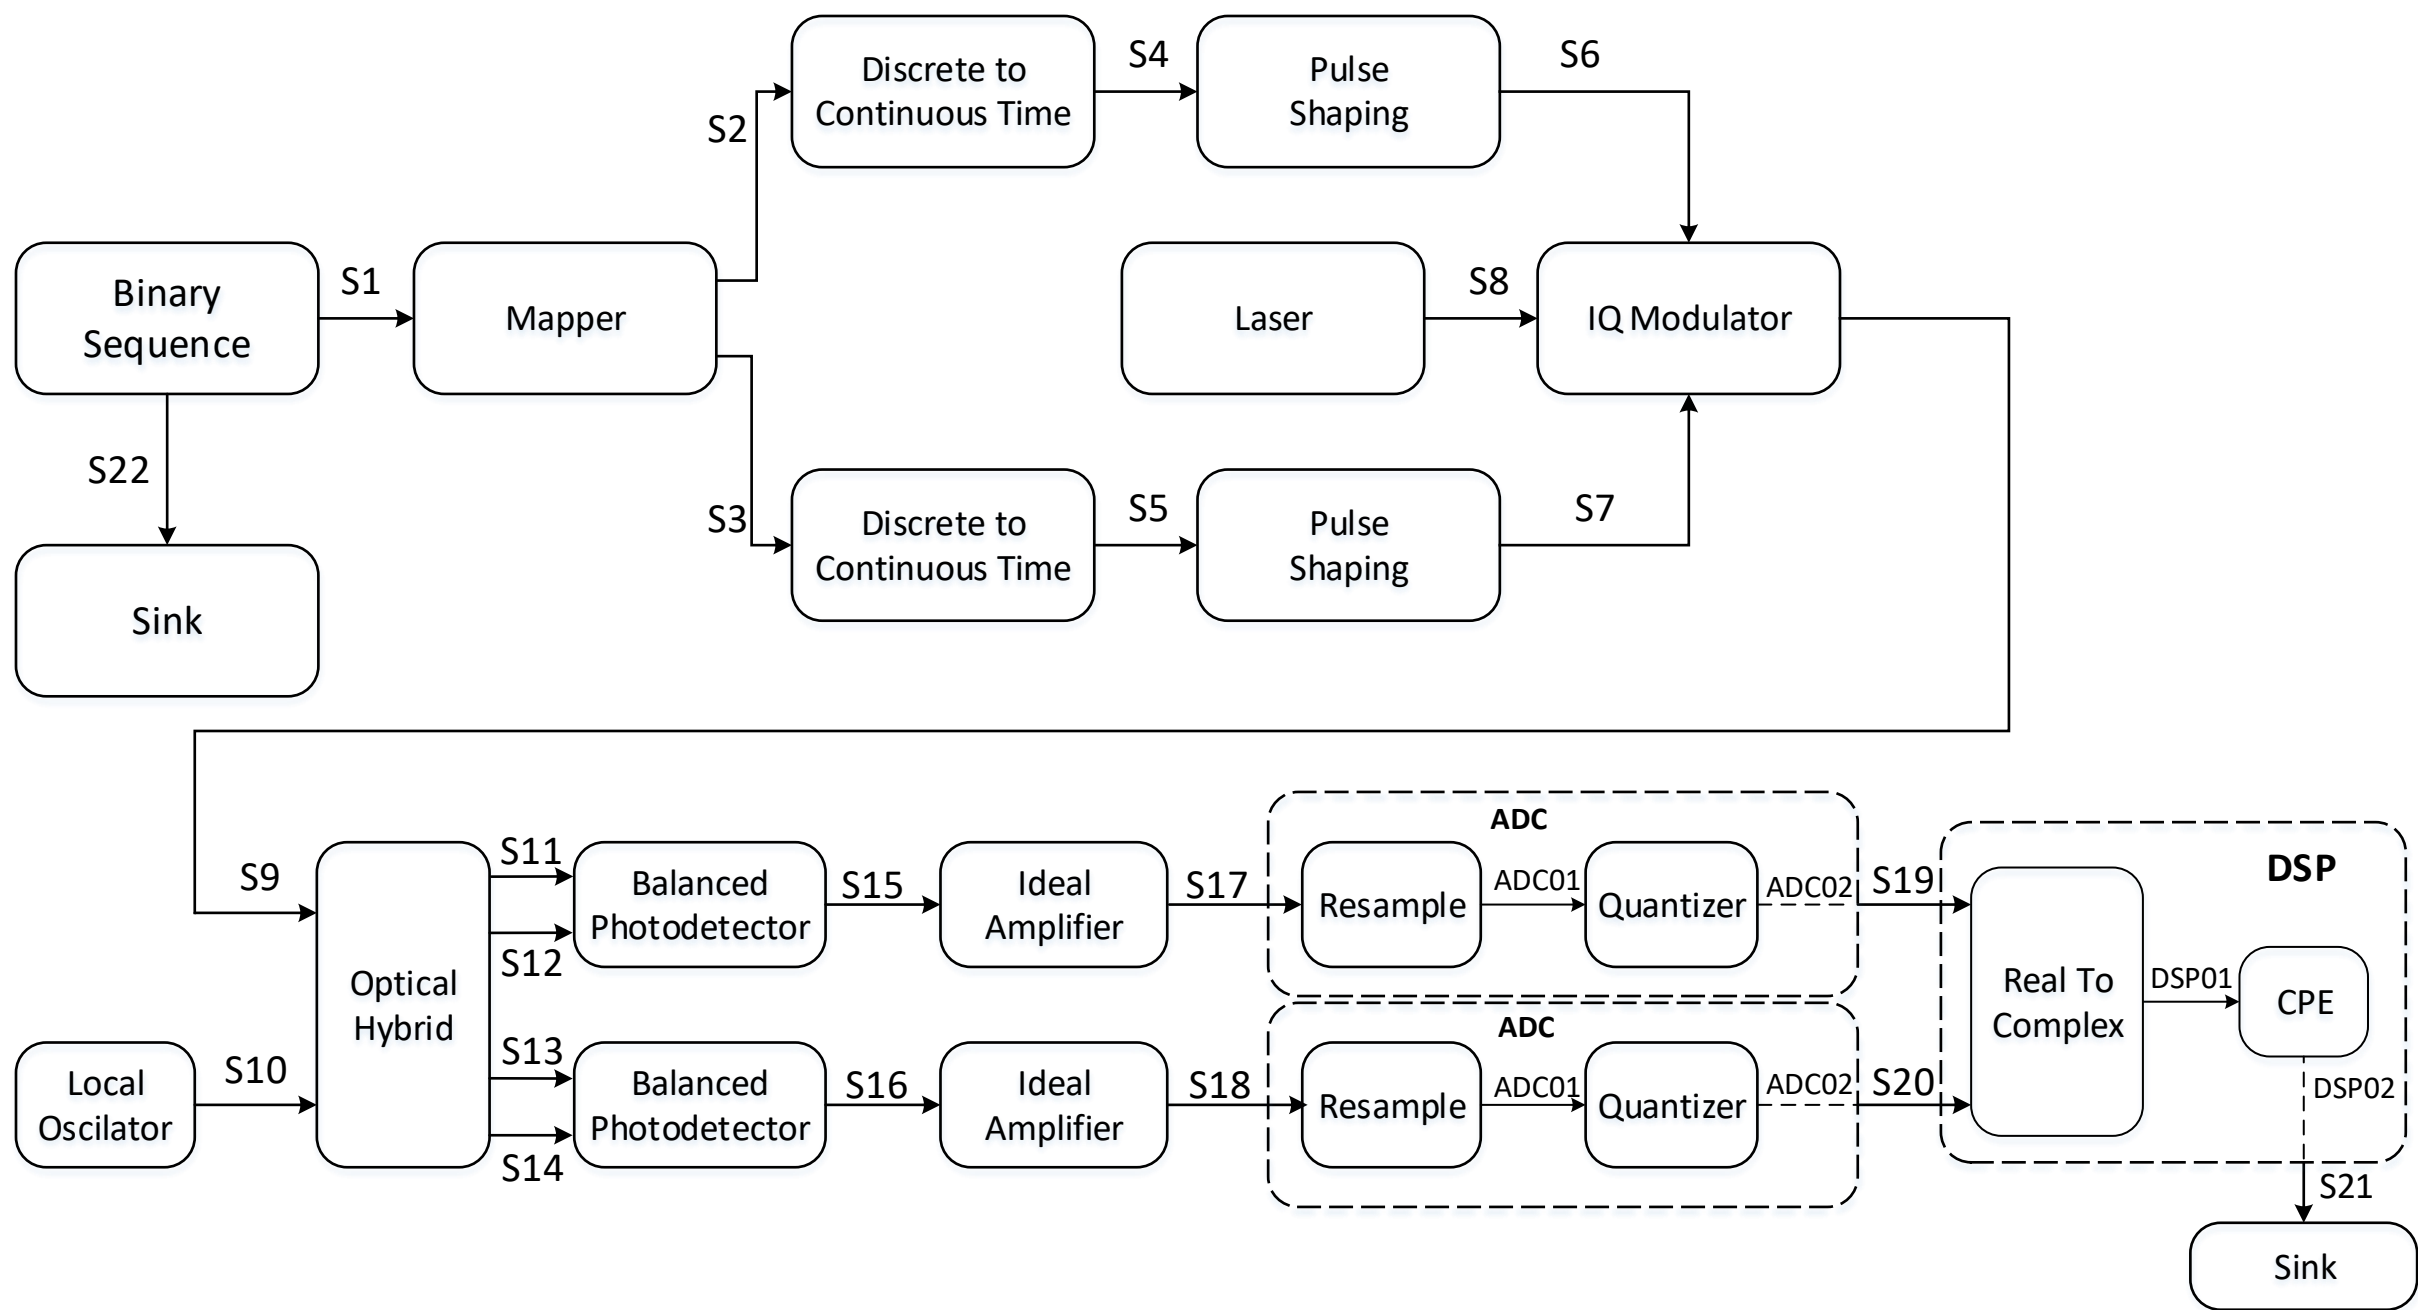 Discrete to
Continuous Time
S4
Pulse
Shaping
S6
S2
Binary
Sequence
S1
Mapper
Laser
S8
IQ Modulator
S22
S3
Discrete to
Continuous Time
S5
Pulse
Shaping
S7
Sink
S9
Optical
Hybrid
S11
S12
Balanced
Photodetector
S15
Ideal
Amplifier
S17
ADC
Resample
ADC01
Quantizer
ADC02
S19
DSP
Real To
Complex
DSP01
CPE
DSP02
Local
Oscilator
S10
S13
S14
Balanced
Photodetector
S16
Ideal
Amplifier
S18
ADC
Resample
ADC01
Quantizer
ADC02
S20
S21
Sink